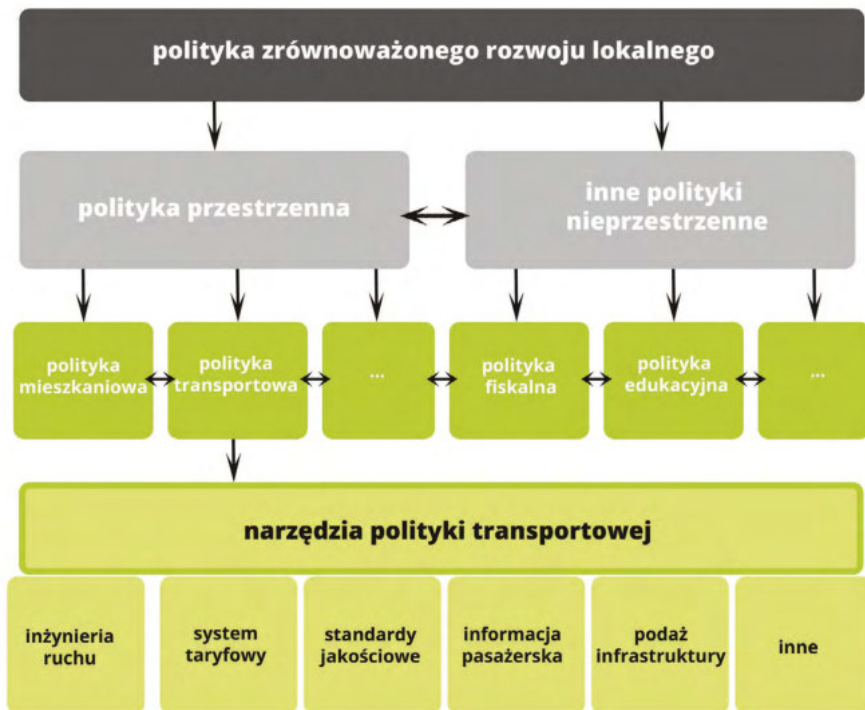 polityka zrównoważonego rozwoju lokalnego
polityka przestrzenna
inne polityki
nieprzestrzenne
polityka
mieszkaniowa
polityka
transportowa
...
polityka
fiskalna
polityka
edukacyjna
...
narzędzia polityki transportowej
inżynieria
ruchu
system
taryfowy
standardy
jakościowe
informacja
pasażerska
podaż
infrastruktury
inne